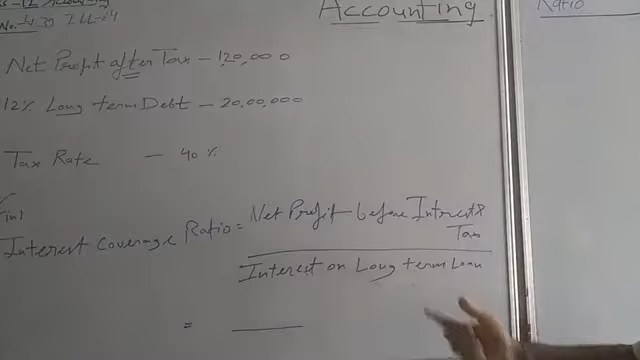 Accounting
Ratio
Net Profit after Tax – 120,000
12% Long term Debt – 20,00,000
Tax Rate – 40%
Interest Coverage Ratio = Net Profit before Intrest &
Tax
Interest on Long term Loan
=